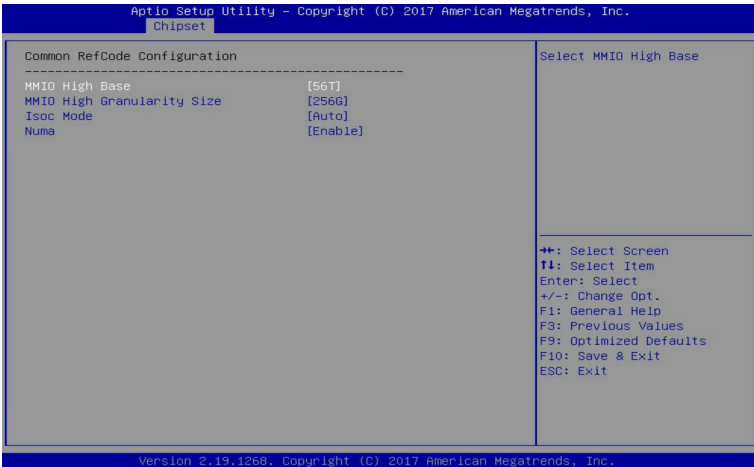 Aptio Setup Utility – Copyright (C) 2017 American Megatrends, Inc.
Chipset
Common RefCode Configuration
--------------------------------------------------
MMIO High Base [56T]
MMIO High Granularity Size [256G]
Isoc Mode [Auto]
Numa [Enable]
Select MMIO High Base
→←: Select Screen
↑↓: Select Item
Enter: Select
+/-: Change Opt.
F1: General Help
F3: Previous Values
F9: Optimized Defaults
F10: Save & Exit
ESC: Exit
Version 2.19.1268. Copyright (C) 2017 American Megatrends, Inc.